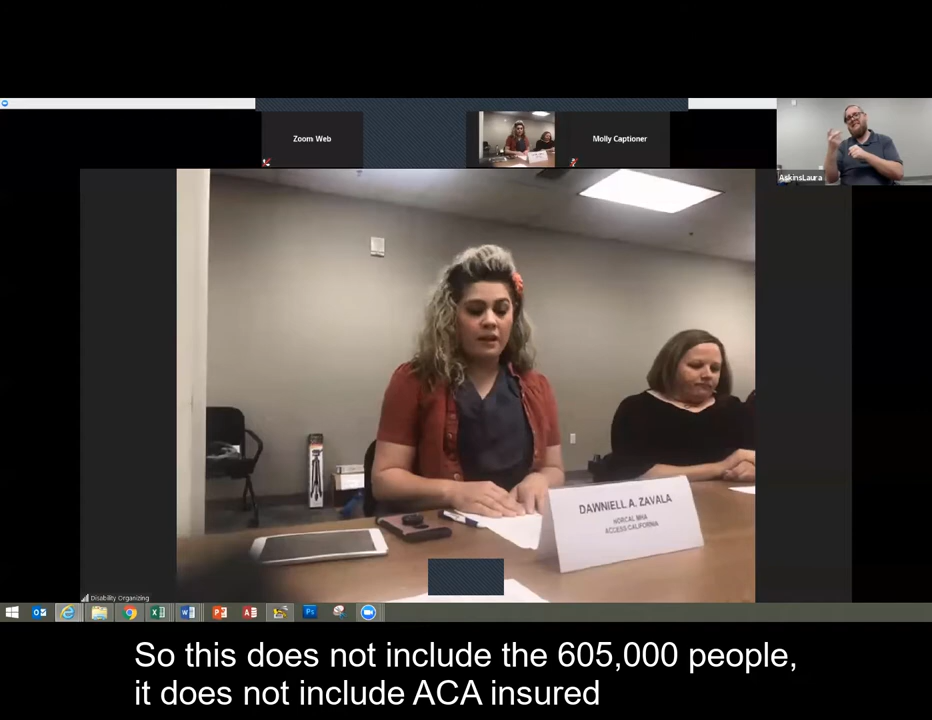 Zoom Web
Molly Captioner
AskinsLaura
DAWNIELL A. ZAVALA
NORCAL MHA
ACCESS CALIFORNIA
Disability Organizing
So this does not include the 605,000 people,
it does not include ACA insured